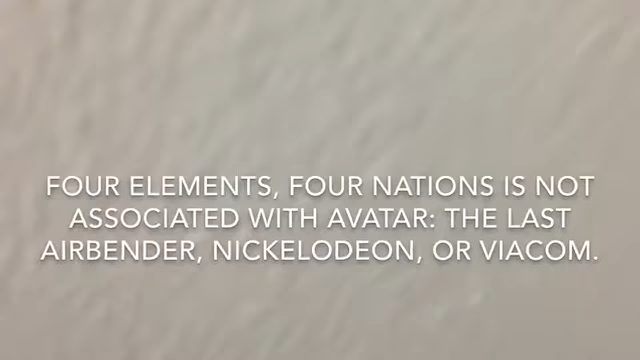 FOUR ELEMENTS, FOUR NATIONS IS NOT
ASSOCIATED WITH AVATAR: THE LAST
AIRBENDER, NICKELODEON, OR VIACOM.